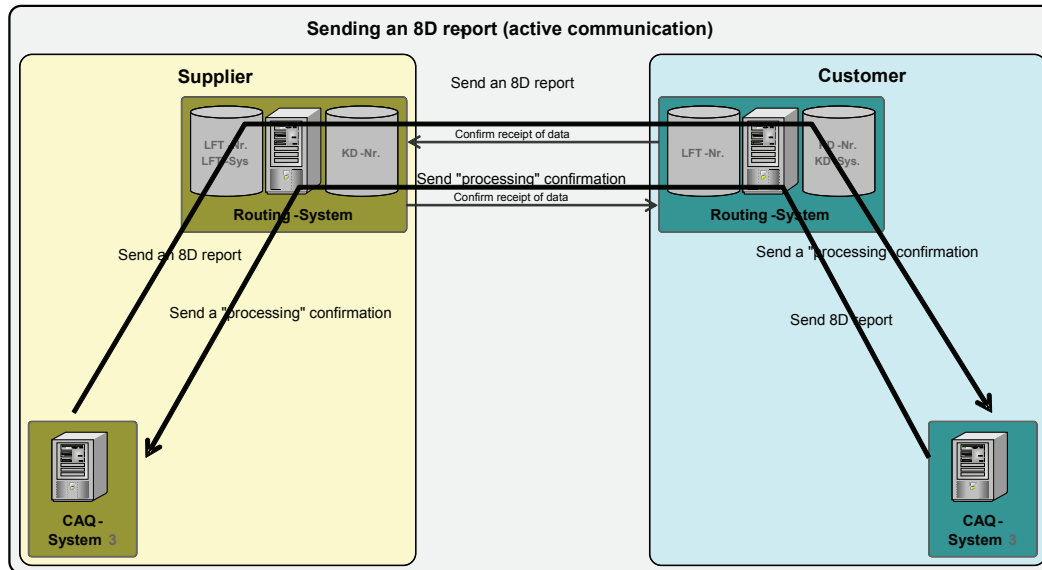 Sending an 8D report (active communication)
Supplier
Customer
Send an 8D report
LFT -Nr.
LFT -Sys
KD -Nr.
Confirm receipt of data
LFT -Nr.
KD -Nr.
KD -Sys.
Send "processing" confirmation
Confirm receipt of data
Routing -System
Routing -System
Send an 8D report
Send a "processing" confirmation
Send a "processing" confirmation
Send 8D report
CAQ -
System 3
CAQ -
System 3